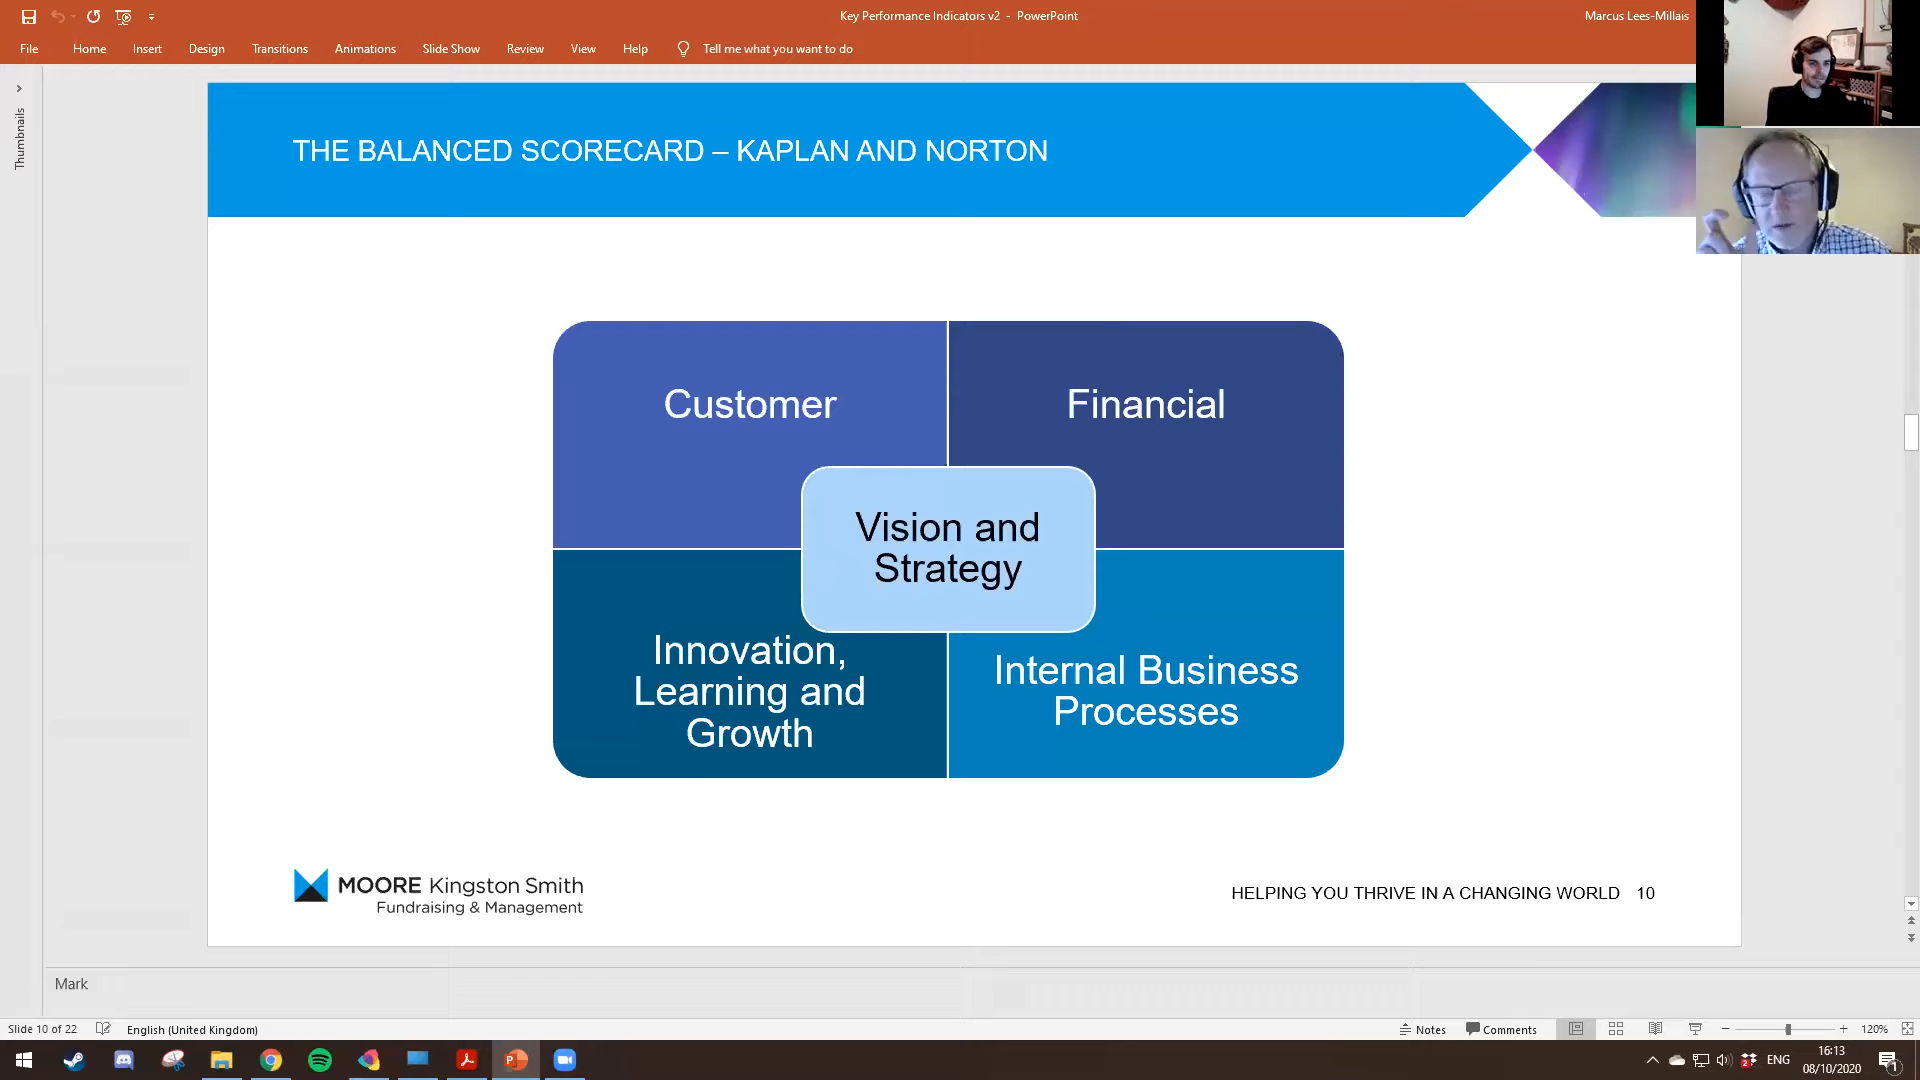 Key Performance Indicators v2 - PowerPoint
Marcus Lees-Millais
File Home Insert Design Transitions Animations Slide Show Review View Help Tell me what you want to do
Thumbnails
THE BALANCED SCORECARD – KAPLAN AND NORTON
Customer
Financial
Vision and
Strategy
Innovation,
Learning and
Growth
Internal Business
Processes
MOORE Kingston Smith
Fundraising & Management
HELPING YOU THRIVE IN A CHANGING WORLD 10
Mark
Slide 10 of 22 English (United Kingdom) Notes Comments 120%
ENG
16:13
08/10/2020